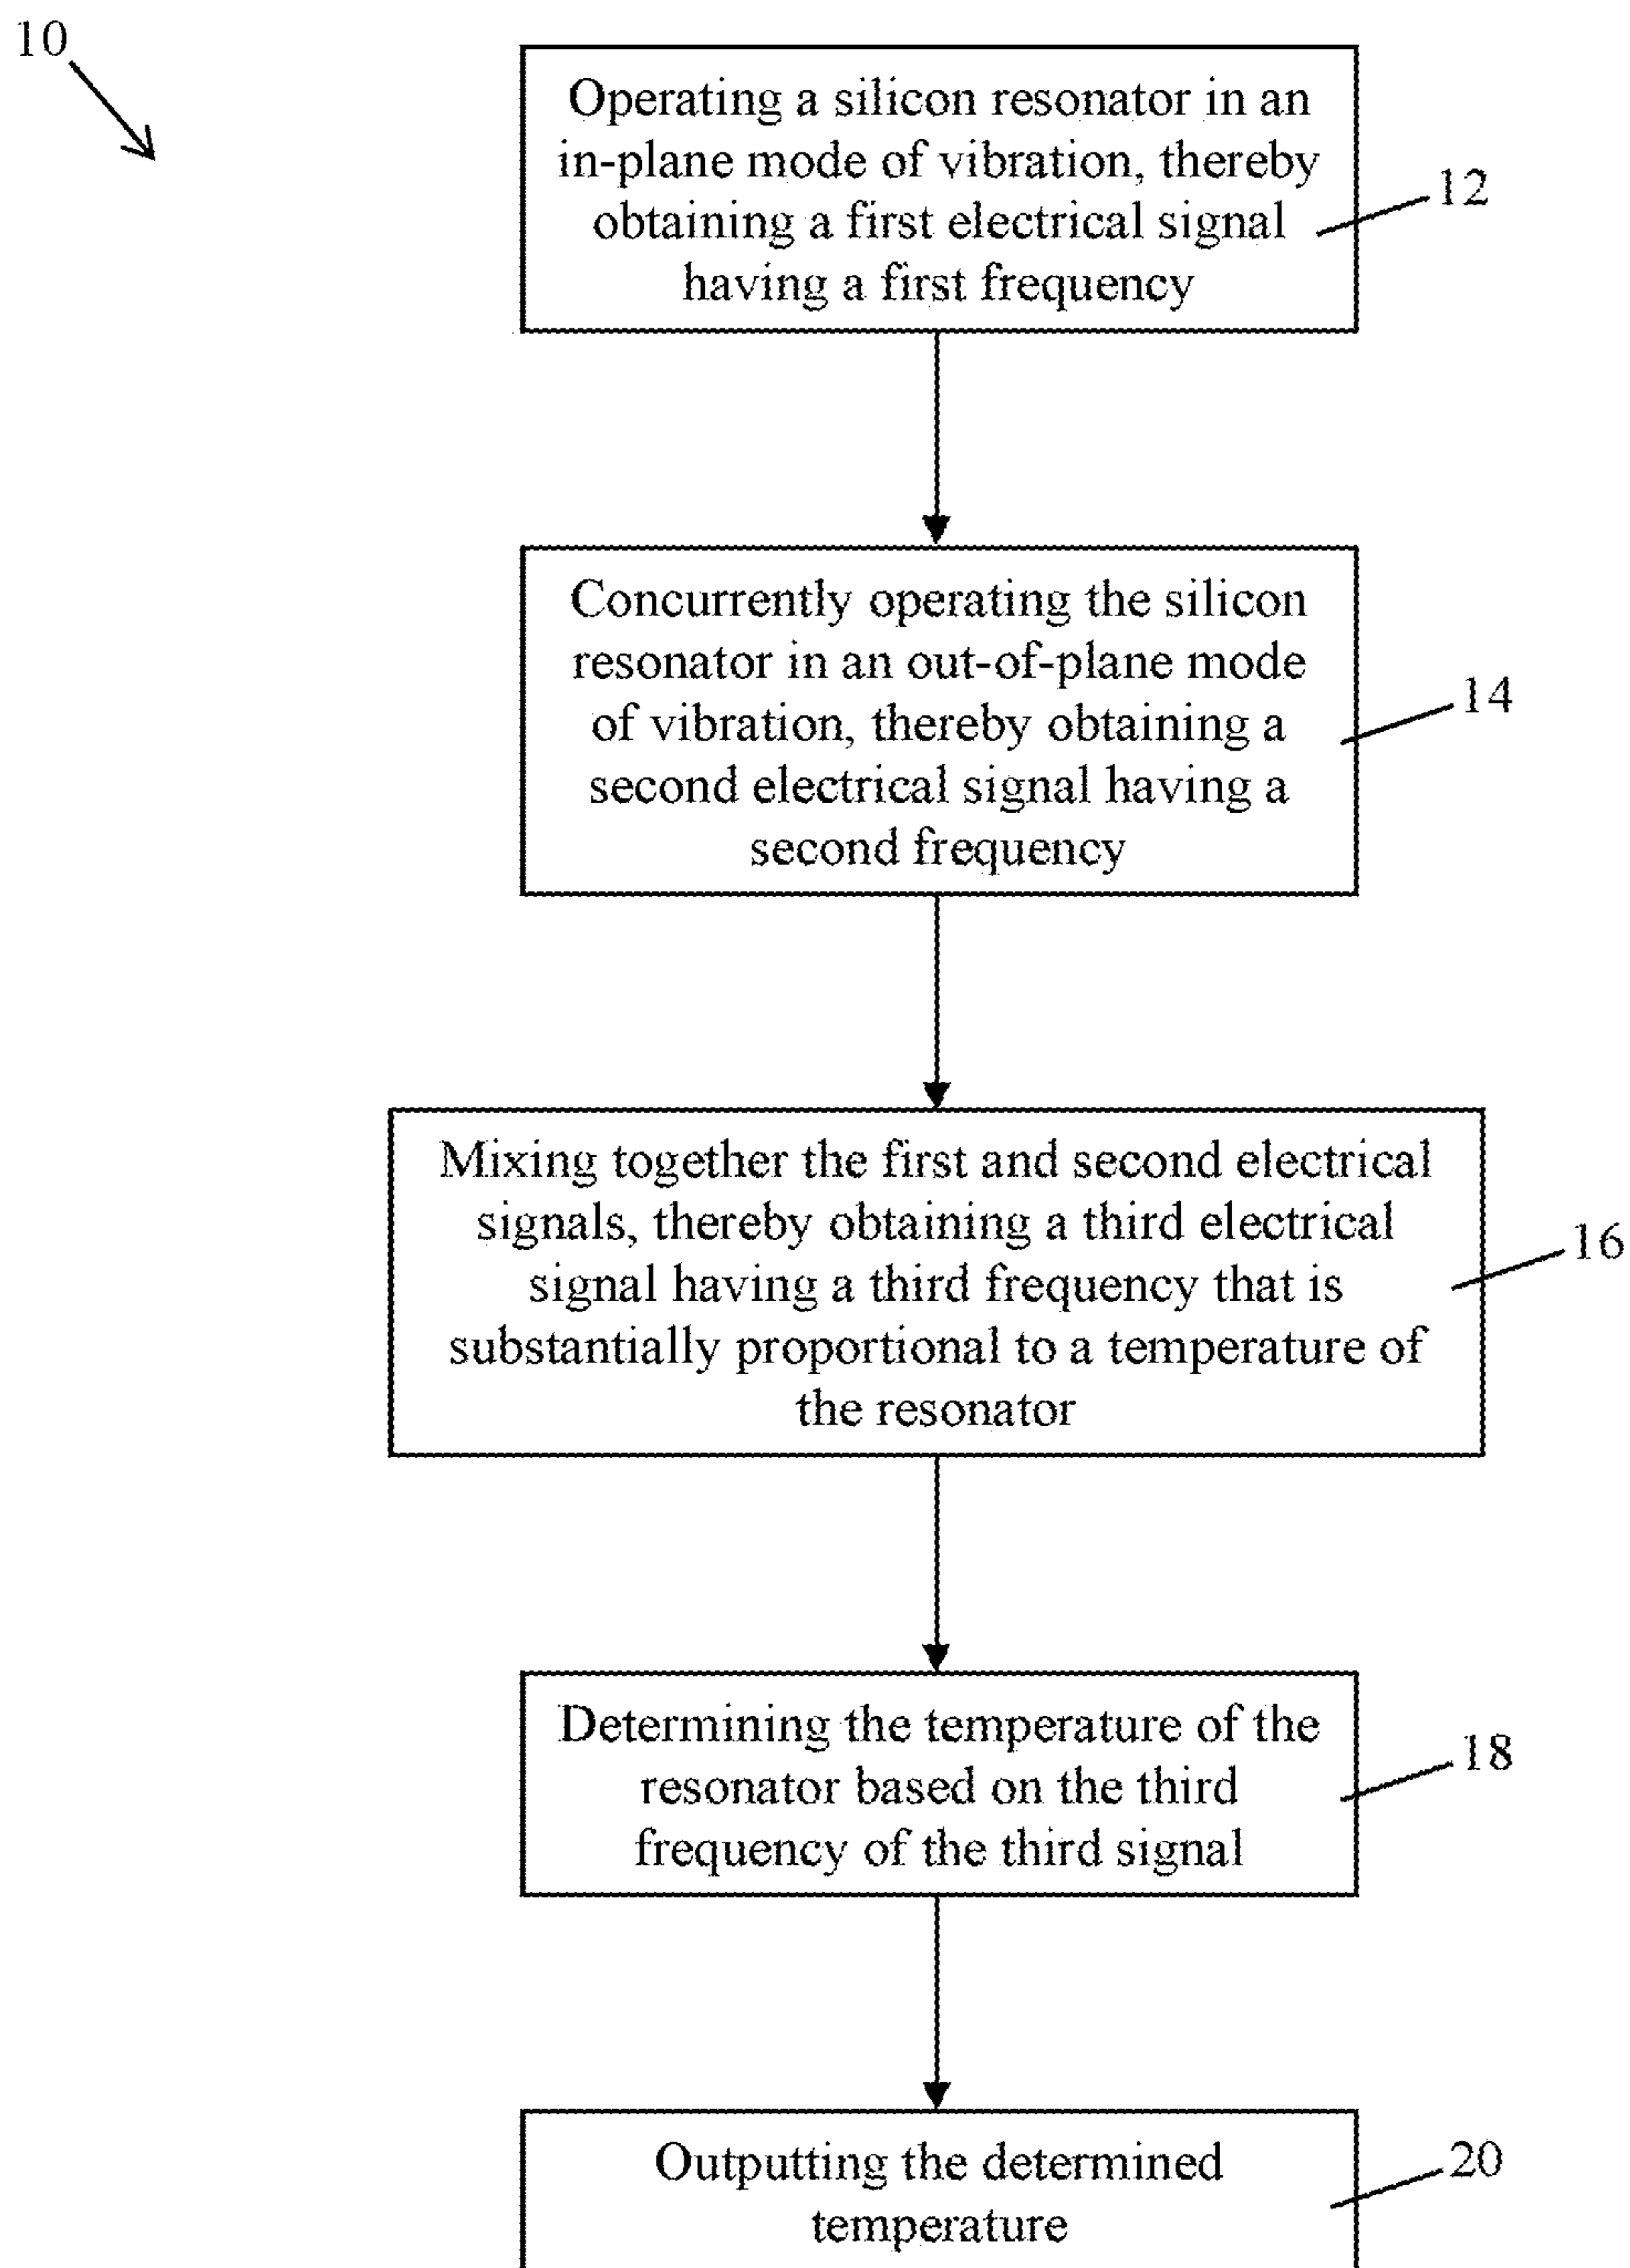 10
Operating a silicon resonator in an
in-plane mode of vibration, thereby
obtaining a first electrical signal
having a first frequency
12
Concurrently operating the silicon
resonator in an out-of-plane mode
of vibration, thereby obtaining a
second electrical signal having a
second frequency
14
Mixing together the first and second electrical
signals, thereby obtaining a third electrical
signal having a third frequency that is
substantially proportional to a temperature of
the resonator
16
Determining the temperature of the
resonator based on the third
frequency of the third signal
18
Outputting the determined
temperature
20